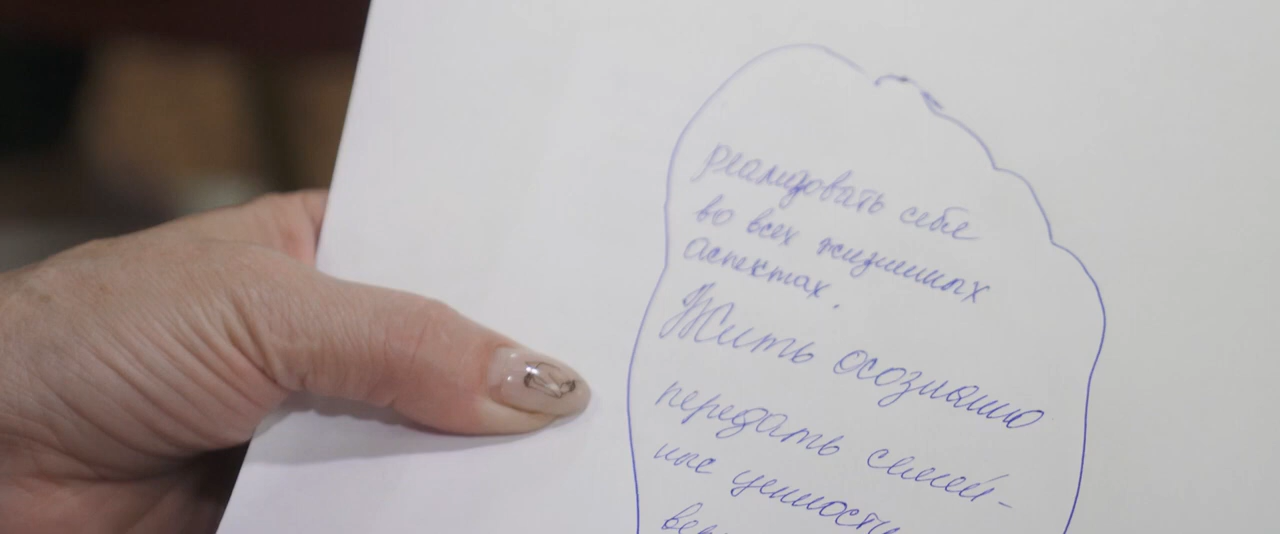 реализовать себя
во всех жизненных
аспектах.
Жить осознанно
передать семей-
ные ценности